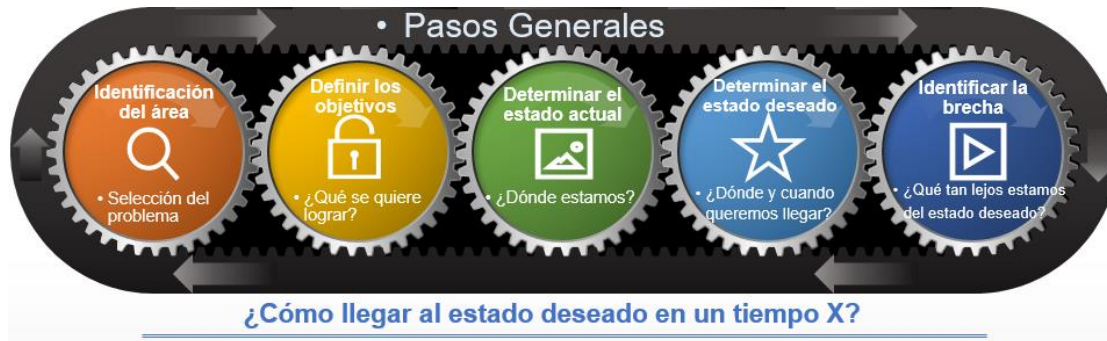 • Pasos Generales
Identificación
del área
• Selección del
problema
Definir los
objetivos
• ¿Qué se quiere
lograr?
Determinar el
estado actual
• ¿Dónde estamos?
Determinar el
estado deseado
• ¿Dónde y cuando
queremos llegar?
Identificar la
brecha
• ¿Qué tan lejos estamos
del estado deseado?
¿Cómo llegar al estado deseado en un tiempo X?